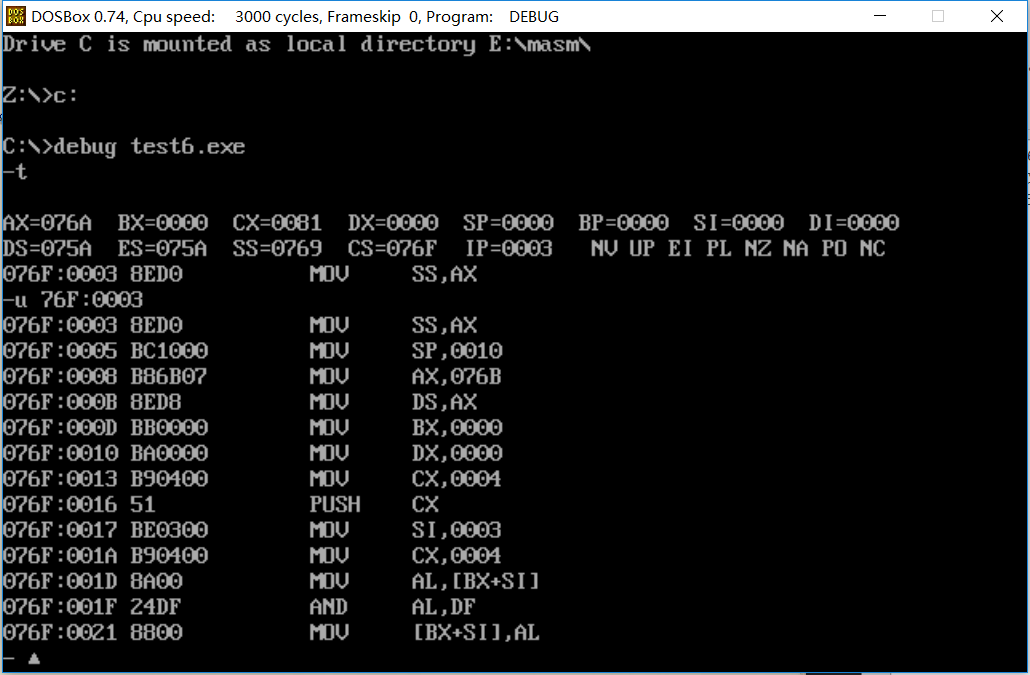 DOS BOX DOSBox 0.74, Cpu speed: 3000 cycles, Frameskip 0, Program: DEBUG
Drive C is mounted as local directory E:\masm\
Z:\>c:
C:\>debug test6.exe
-t
AX=076A BX=0000 CX=0081 DX=0000 SP=0000 BP=0000 SI=0000 DI=0000
DS=075A ES=075A SS=0769 CS=076F IP=0003 NV UP EI PL NZ NA PO NC
076F:0003 8ED0 MOV SS,AX
-u 76F:0003
076F:0003 8ED0 MOV SS,AX
076F:0005 BC1000 MOV SP,0010
076F:0008 B86B07 MOV AX,076B
076F:000B 8ED8 MOV DS,AX
076F:000D BB0000 MOV BX,0000
076F:0010 BA0000 MOV DX,0000
076F:0013 B90400 MOV CX,0004
076F:0016 51 PUSH CX
076F:0017 BE0300 MOV SI,0003
076F:001A B90400 MOV CX,0004
076F:001D 8A00 MOV AL,[BX+SI]
076F:001F 24DF AND AL,DF
076F:0021 8800 MOV [BX+SI],AL
- ▲